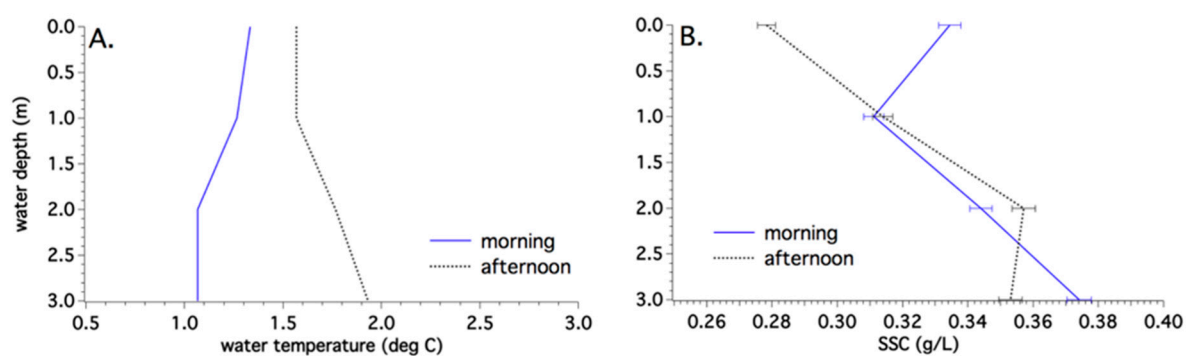 A.
0.0
0.5
1.0
1.5
2.0
2.5
3.0
water depth (m)
morning
afternoon
0.5 1.0 1.5 2.0 2.5 3.0
water temperature (deg C)
B.
0.0
0.5
1.0
1.5
2.0
2.5
3.0
morning
afternoon
0.26 0.28 0.30 0.32 0.34 0.36 0.38 0.40
SSC (g/L)